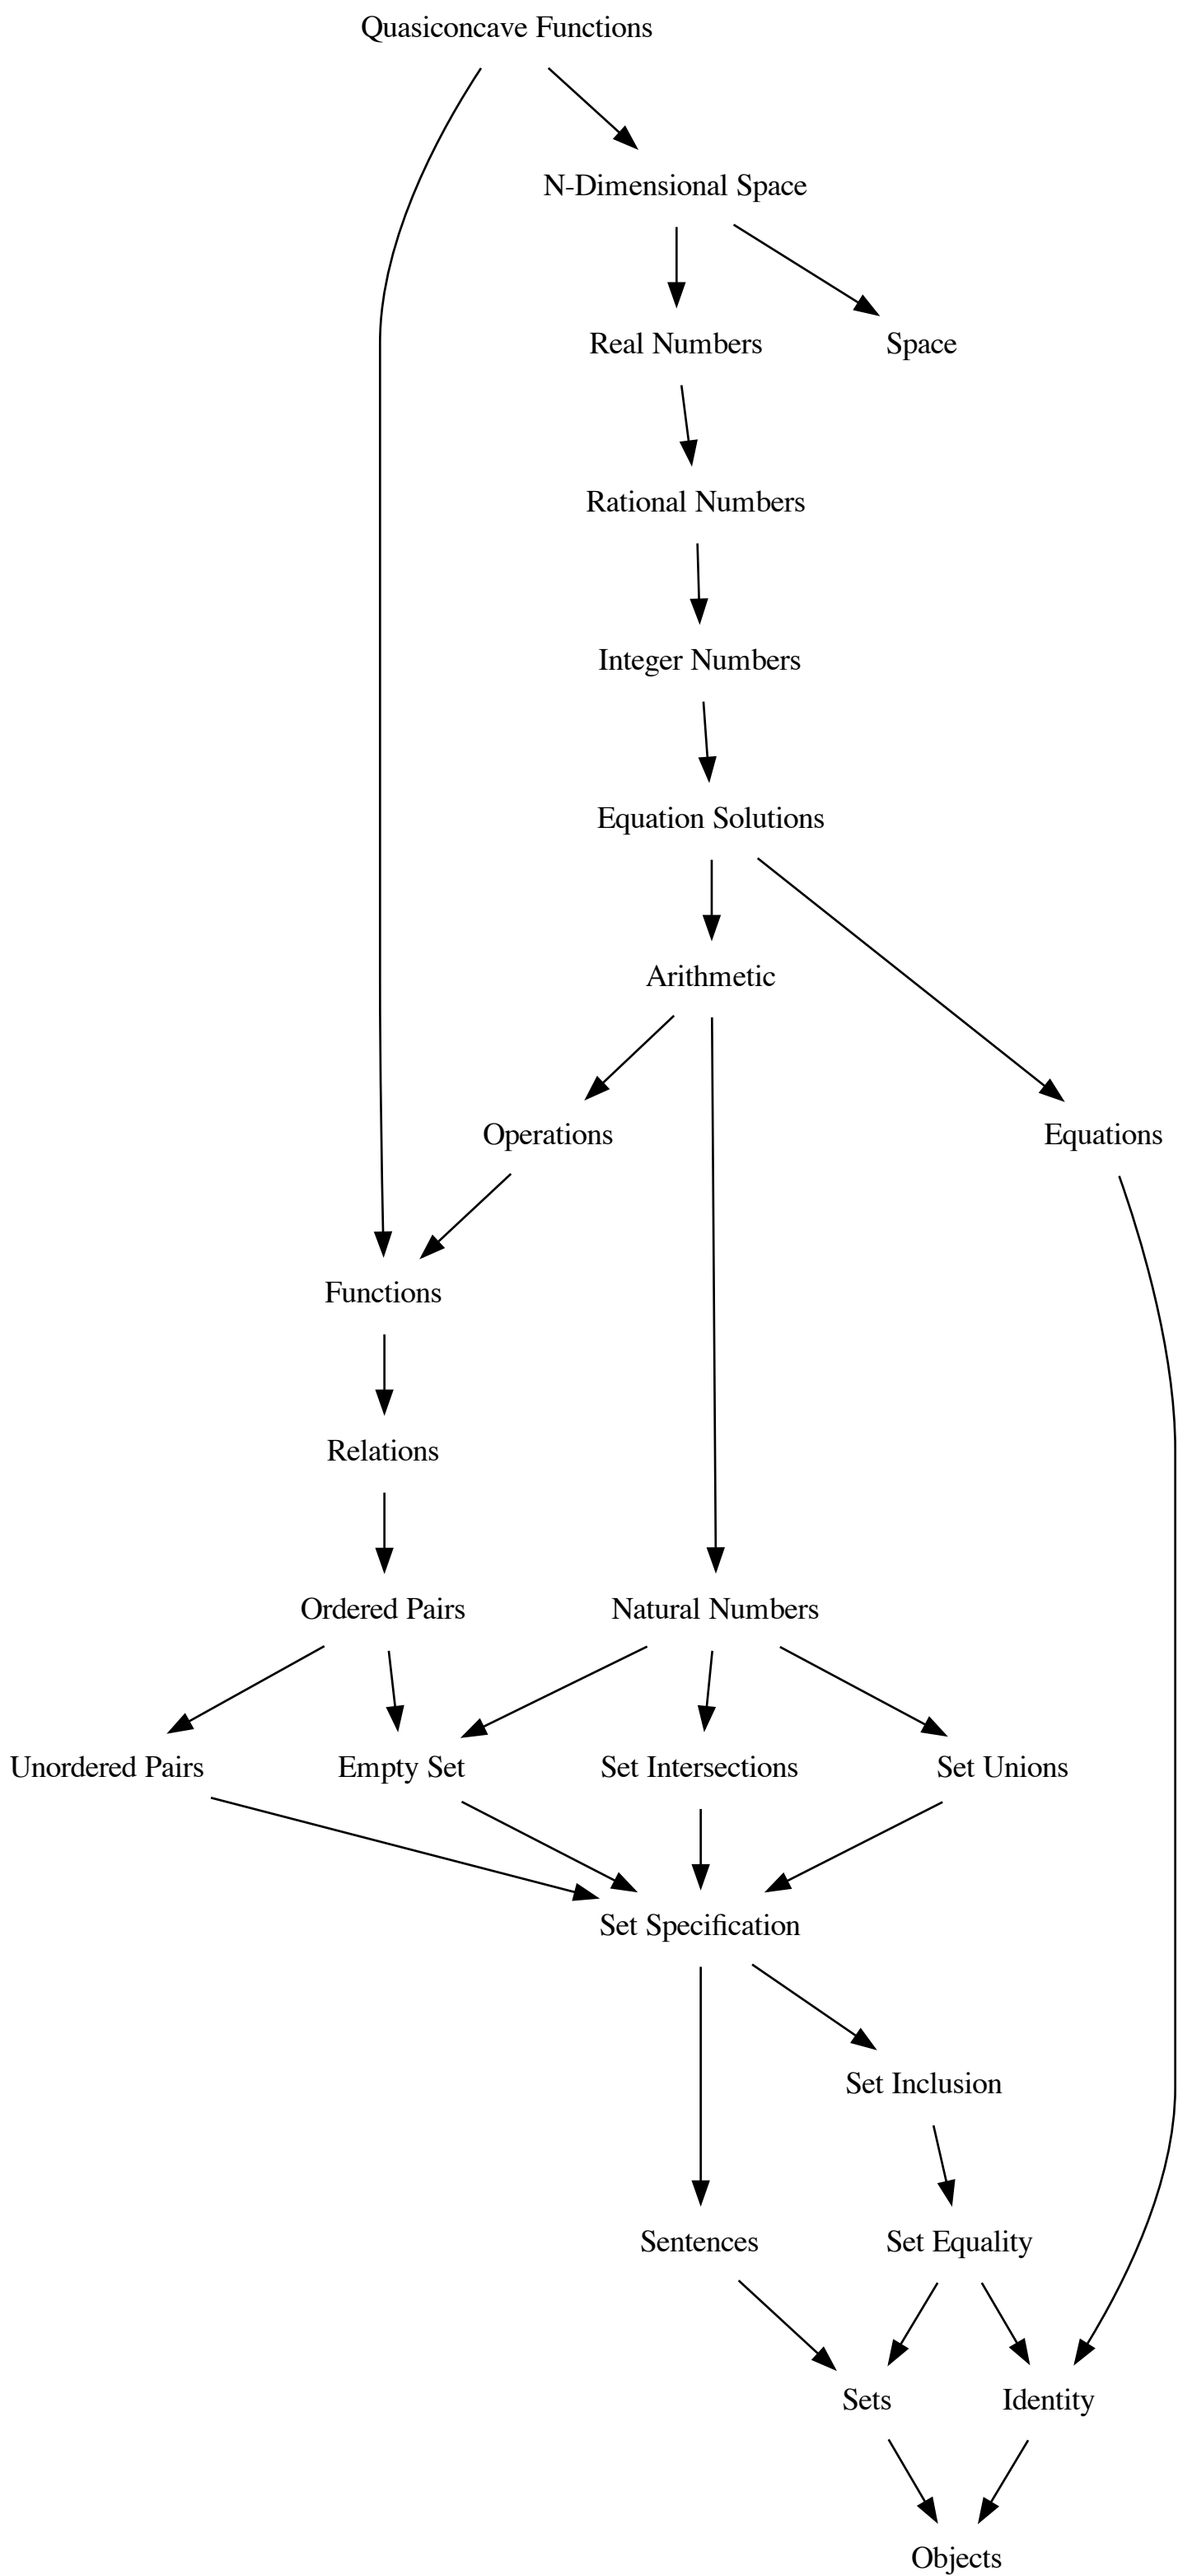 Quasiconcave Functions
N-Dimensional Space
Real Numbers
Space
Rational Numbers
Integer Numbers
Equation Solutions
Arithmetic
Operations
Equations
Functions
Relations
Ordered Pairs
Natural Numbers
Unordered Pairs
Empty Set
Set Intersections
Set Unions
Set Specification
Set Inclusion
Sentences
Set Equality
Sets
Identity
Objects